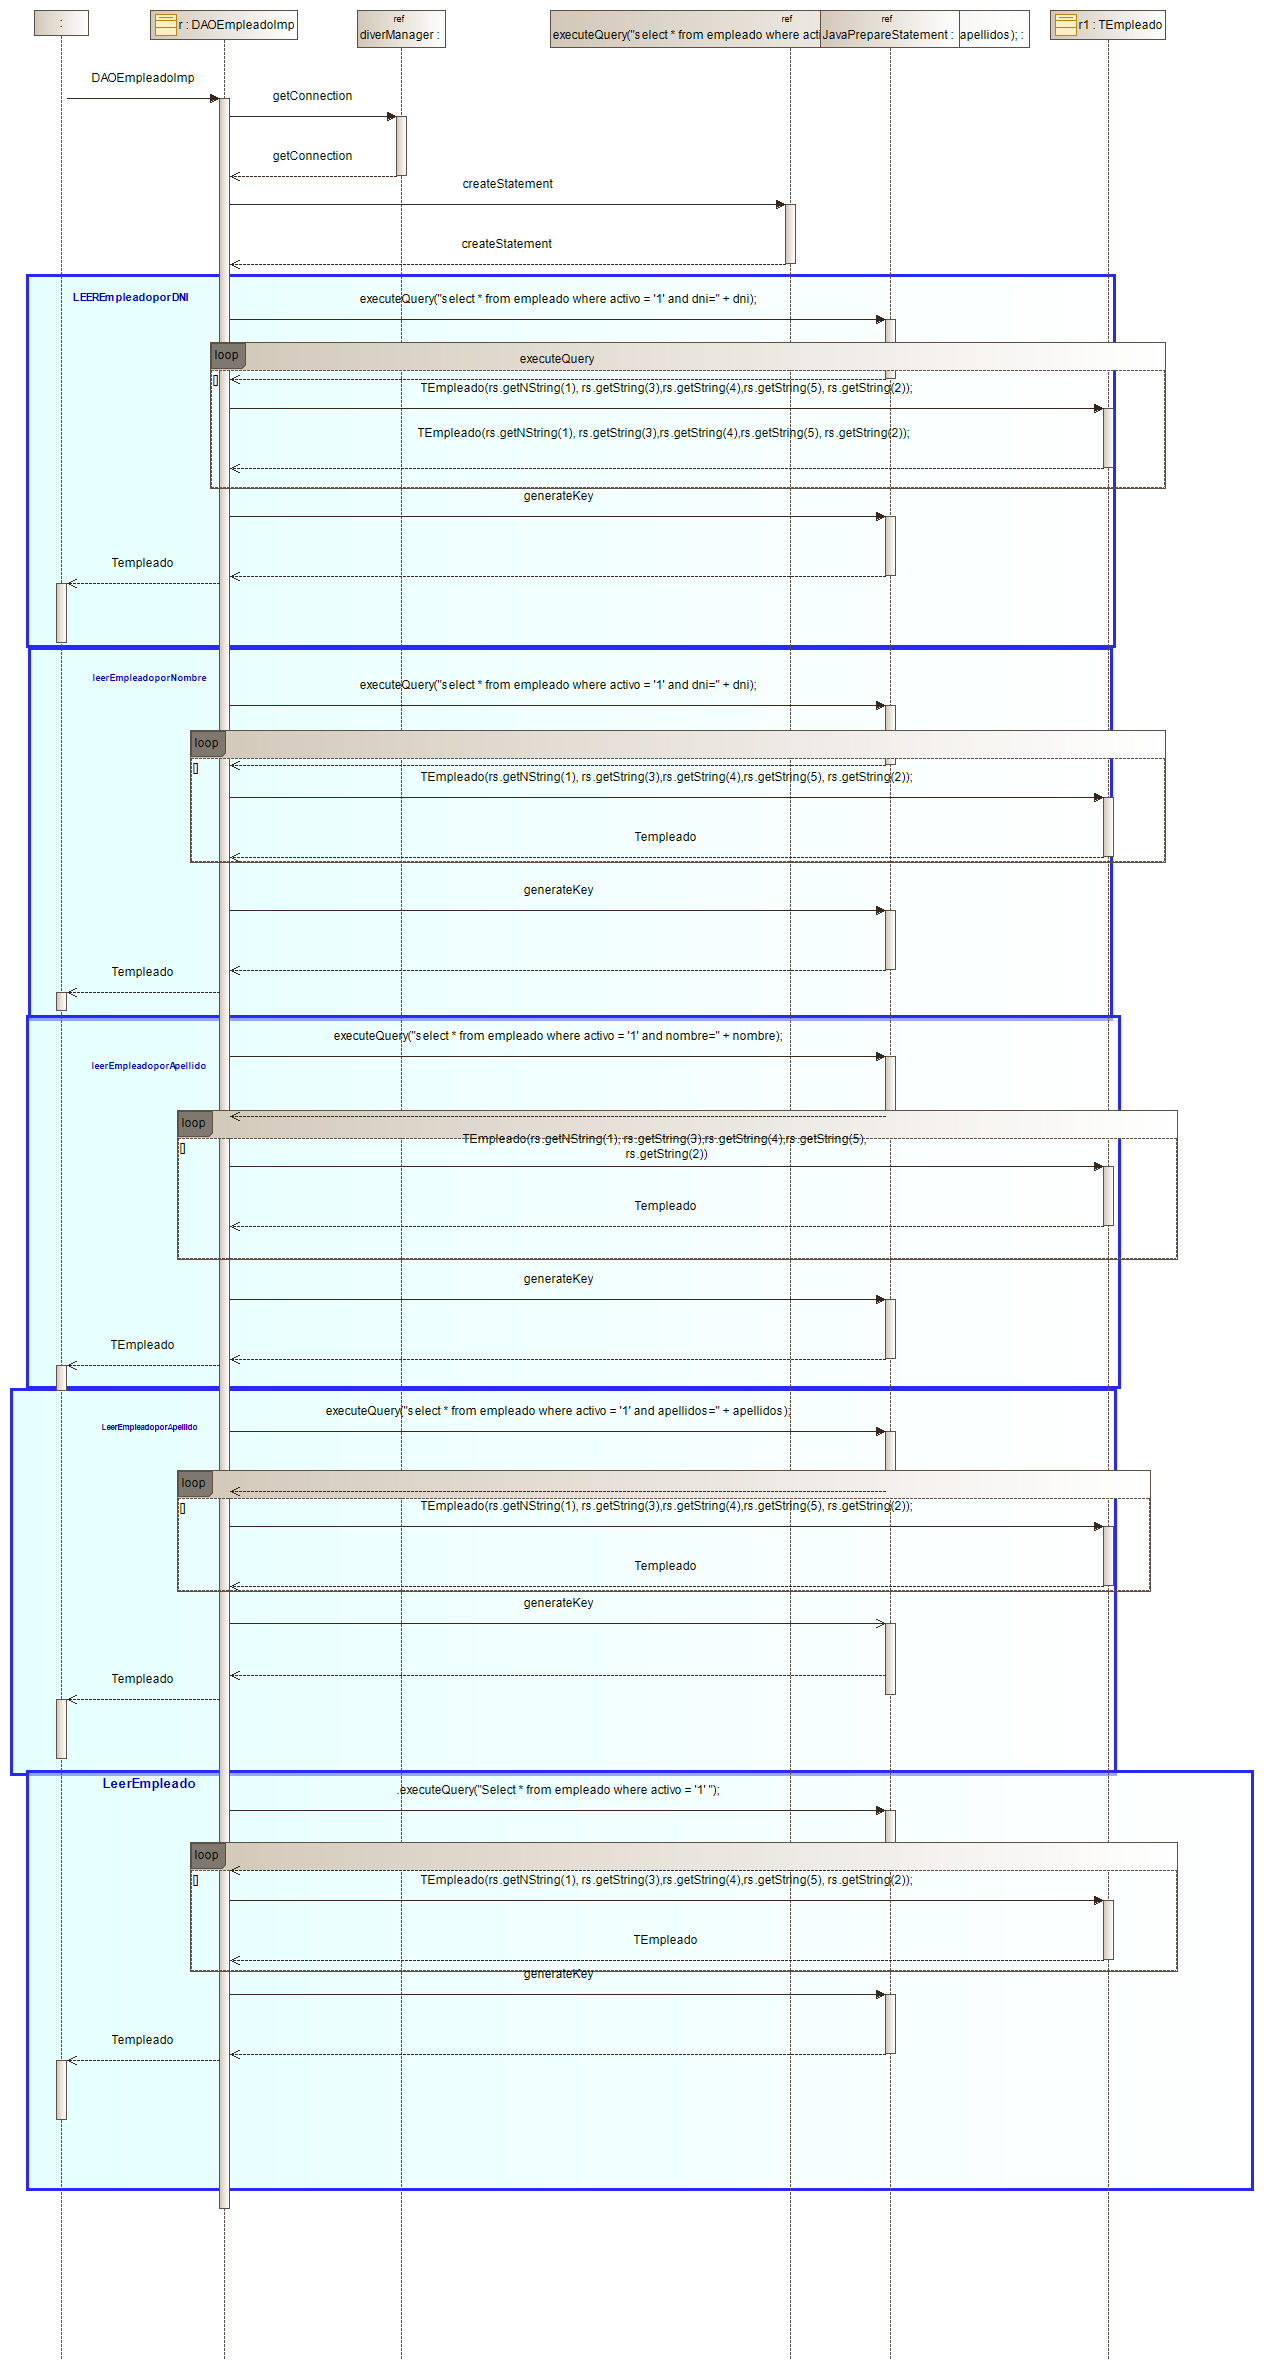 :
r : DAOEmpleadoImp
ref
diverManager :
ref
executeQuery("select * from empleado where acti
ref
JavaPrepareStatement :
apellidos); :
r1 : TEmpleado
DAOEmpleadoImp
getConnection
getConnection
createStatement
createStatement
LEEREmpleadoporDNI
executeQuery("select * from empleado where activo = '1' and dni=" + dni);
loop
executeQuery
[]
TEmpleado(rs.getNString(1), rs.getString(3),rs.getString(4),rs.getString(5), rs.getString(2));
TEmpleado(rs.getNString(1), rs.getString(3),rs.getString(4),rs.getString(5), rs.getString(2));
generateKey
Templeado
leerEmpleadoporNombre
executeQuery("select * from empleado where activo = '1' and dni=" + dni);
loop
[]
TEmpleado(rs.getNString(1), rs.getString(3),rs.getString(4),rs.getString(5), rs.getString(2));
Templeado
generateKey
Templeado
executeQuery("select * from empleado where activo = '1' and nombre=" + nombre);
leerEmpleadoporApellido
loop
[]
TEmpleado(rs.getNString(1), rs.getString(3),rs.getString(4),rs.getString(5),
rs.getString(2))
Templeado
generateKey
TEmpleado
executeQuery("select * from empleado where activo = '1' and apellidos=" + apellidos);
LeerEmpleadoporApellido
loop
[]
TEmpleado(rs.getNString(1), rs.getString(3),rs.getString(4),rs.getString(5), rs.getString(2));
Templeado
generateKey
Templeado
LeerEmpleado
.executeQuery("Select * from empleado where activo = '1' ");
loop
[]
TEmpleado(rs.getNString(1), rs.getString(3),rs.getString(4),rs.getString(5), rs.getString(2));
TEmpleado
generateKey
Templeado